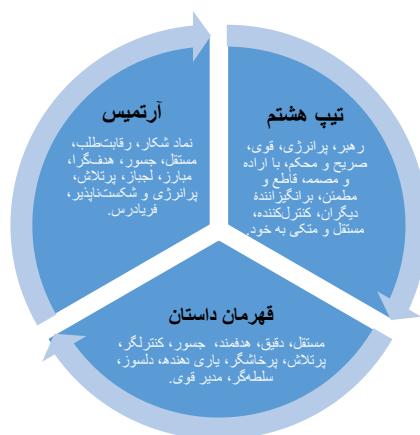 آرتمیس
نماد شکار، رقابت‌طلب،
مستقل، جسور، هدف‌گرا،
مبارز، لجباز، پرتلاش،
پرانرژی و شکست‌ناپذیر،
فریادرس.
تیپ هشتم
رهبر، پرانرژی، قوی،
صریح و محکم، با اراده
و مصمم، قاطع و
مطمئن، برانگیزاننده
دیگران، کنترل‌کننده،
مستقل و متکی به خود.
قهرمان داستان
مستقل، دقیق، هدفمند، جسور، کنترلگر،
پرتلاش، پرخاشگر، یاری دهنده، دلسوز،
سلطه‌گر، مدیر قوی.